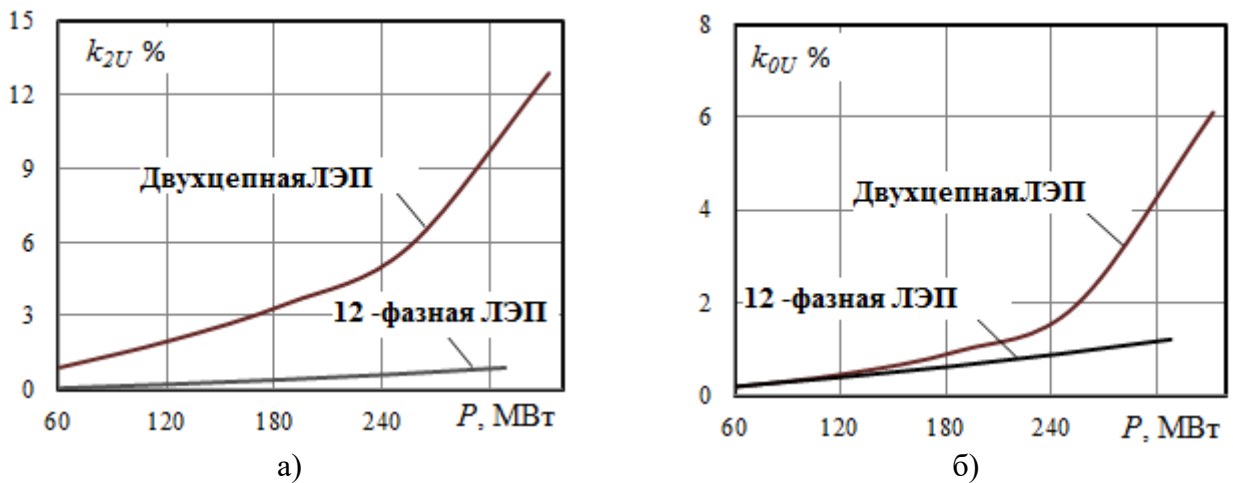 15
k2U %
12
9
ДвухцепнаяЛЭП
6
3
12 -фазная ЛЭП
0
60
120
180
240
P, МВт
а)
8
k0U %
6
4
ДвухцепнаяЛЭП
2
12 -фазная ЛЭП
0
60
120
180
240
P, МВт
б)